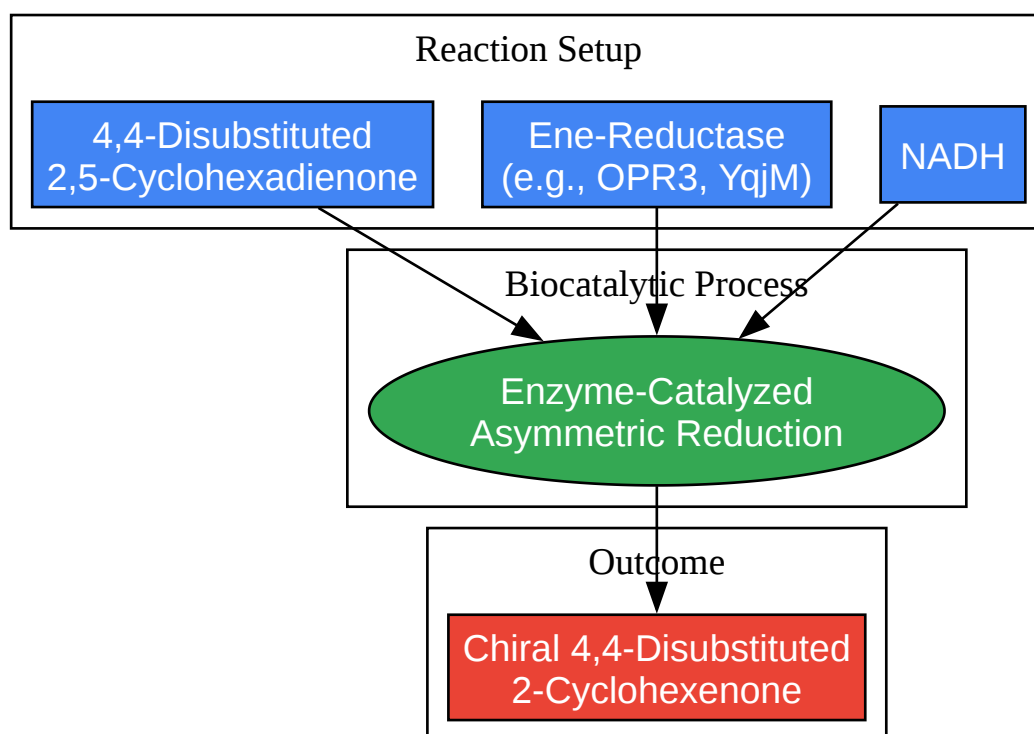 Reaction Setup
4,4-Disubstituted
2,5-Cyclohexadienone
Ene-Reductase
(e.g., OPR3, YqjM)
NADH
Biocatalytic Process
Enzyme-Catalyzed
Asymmetric Reduction
Outcome
Chiral 4,4-Disubstituted
2-Cyclohexenone